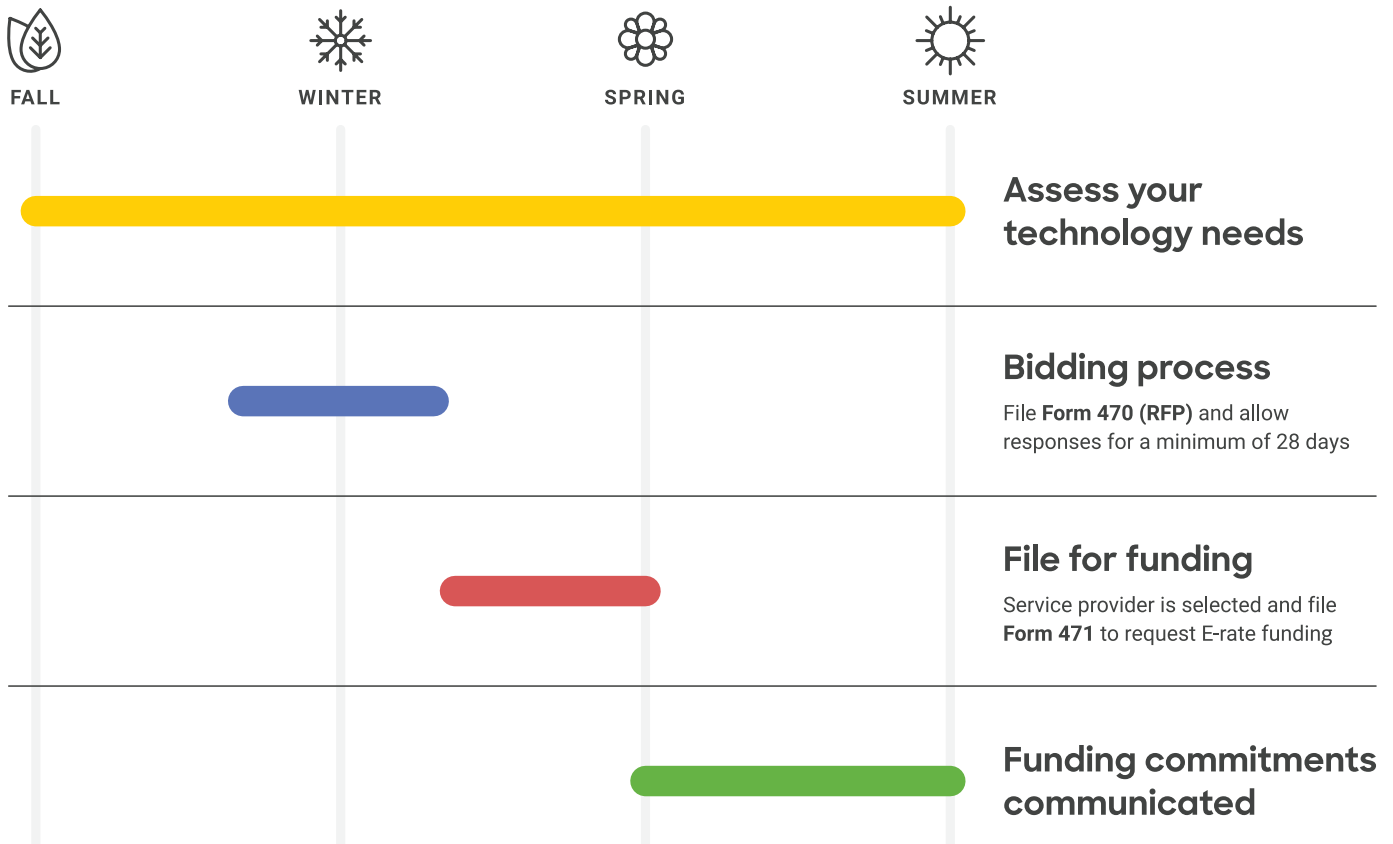 FALL
WINTER
SPRING
SUMMER
Assess your
technology needs
Bidding process
File Form 470 (RFP) and allow
responses for a minimum of 28 days
File for funding
Service provider is selected and file
Form 471 to request E-rate funding
Funding commitments
communicated